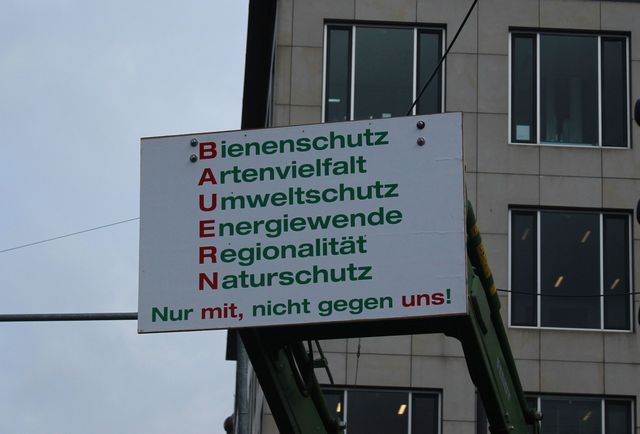 Bienenschutz
Artenvielfalt
Umweltschutz
Energiewende
Regionalität
Naturschutz
Nur mit, nicht gegen uns!